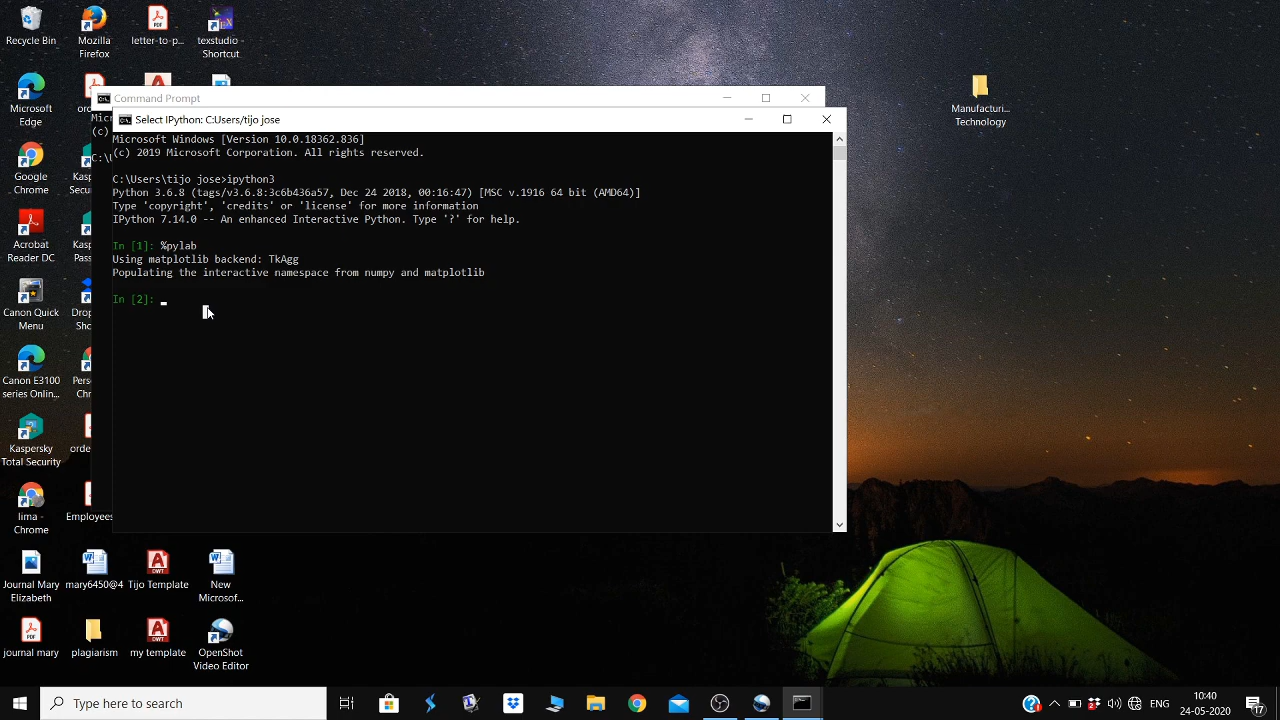 Recycle Bin
Mozilla Firefox
letter-to-p...
texstudio - Shortcut
Microsoft Edge
Google Chrome
Acrobat Reader DC
Canon Quick Menu
Canon E3100 series Onlin...
Kaspersky Total Security
lima - Chrome
Employees
Journal Mary Elizabeth
mary6450@4
Tijo Template
New Microsof...
journal mary
plagiarism
my template
OpenShot Video Editor
Manufacturi... Technology
Command Prompt
Select IPython: C:Users/tijo jose
Microsoft Windows [Version 10.0.18362.836]
(c) 2019 Microsoft Corporation. All rights reserved.
C:\Users\tijo jose>ipython3
Python 3.6.8 (tags/v3.6.8:3c6b436a57, Dec 24 2018, 00:16:47) [MSC v.1916 64 bit (AMD64)]
Type 'copyright', 'credits' or 'license' for more information
IPython 7.14.0 -- An enhanced Interactive Python. Type '?' for help.
In [1]: %pylab
Using matplotlib backend: TkAgg
Populating the interactive namespace from numpy and matplotlib
In [2]:
Type here to search
ENG
10:40
24-05-2020
17